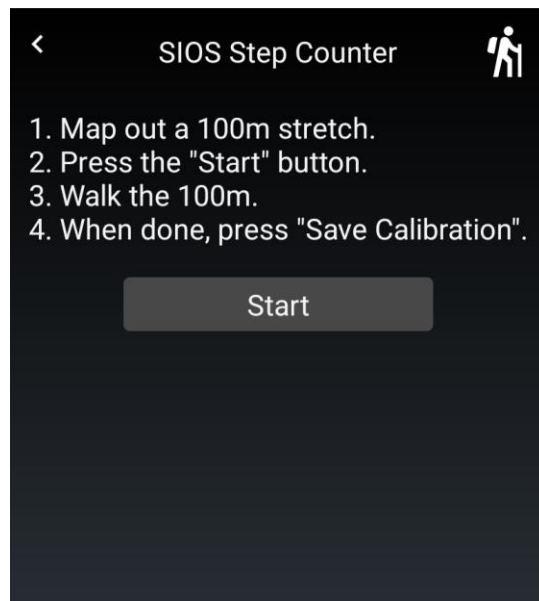 SIOS Step Counter
1. Map out a 100m stretch.
2. Press the "Start" button.
3. Walk the 100m.
4. When done, press "Save Calibration".
Start